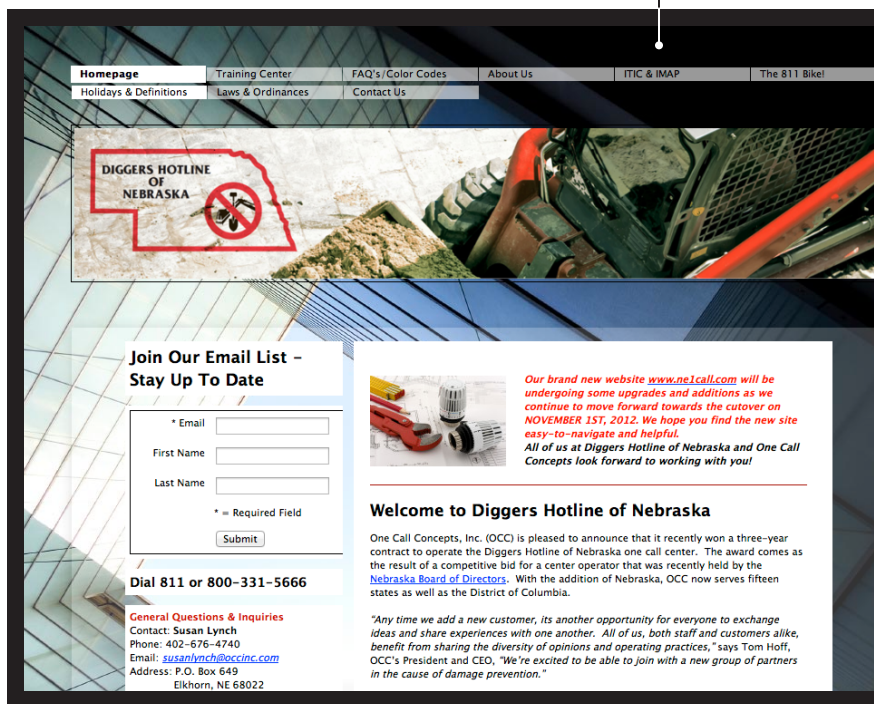 Homepage Training Center FAQ's/Color Codes About Us ITIC & IMAP The 811 Bike!
Holidays & Definitions Laws & Ordinances Contact Us
DIGGERS HOTLINE
OF
NEBRASKA
Join Our Email List –
Stay Up To Date
* Email
First Name
Last Name
* = Required Field
Submit
Dial 811 or 800-331-5666
General Questions & Inquiries
Contact: Susan Lynch
Phone: 402-676-4740
Email: susanlynch@occinc.com
Address: P.O. Box 649
Elkhorn, NE 68022
Our brand new website www.ne1call.com will be
undergoing some upgrades and additions as we
continue to move forward towards the cutover on
NOVEMBER 1ST, 2012. We hope you find the new site
easy-to-navigate and helpful.
All of us at Diggers Hotline of Nebraska and One Call
Concepts look forward to working with you!
Welcome to Diggers Hotline of Nebraska
One Call Concepts, Inc. (OCC) is pleased to announce that it recently won a three-year
contract to operate the Diggers Hotline of Nebraska one call center. The award comes as
the result of a competitive bid for a center operator that was recently held by the
Nebraska Board of Directors. With the addition of Nebraska, OCC now serves fifteen
states as well as the District of Columbia.
"Any time we add a new customer, its another opportunity for everyone to exchange
ideas and share experiences with one another. All of us, both staff and customers alike,
benefit from sharing the diversity of opinions and operating practices," says Tom Hoff,
OCC's President and CEO, "We're excited to be able to join with a new group of partners
in the cause of damage prevention."